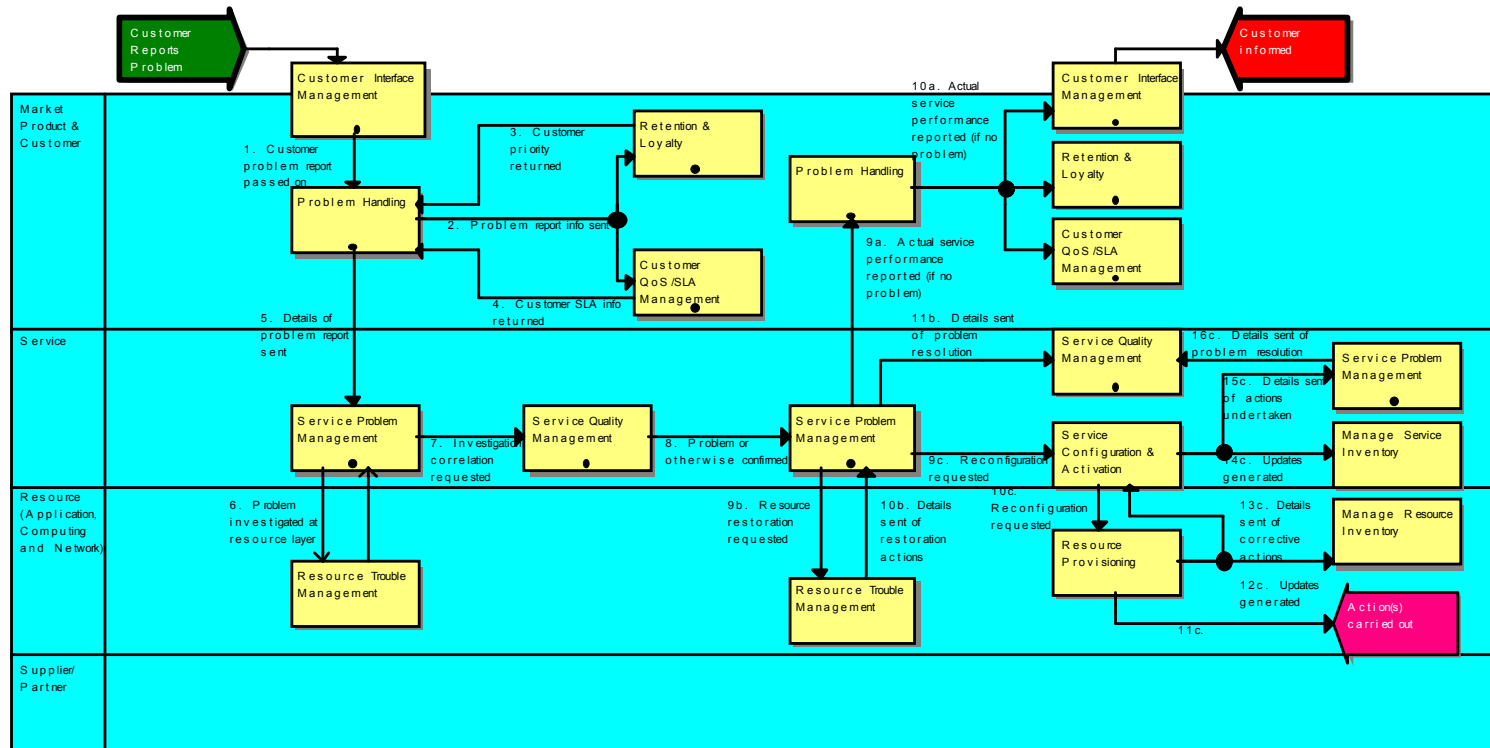 Customer
Reports
Problem
Customer
informed
Customer Interface
Management
Customer Interface
Management
10a. Actual
service
performance
reported (if no
problem)
Market
Product &
Customer
1. Customer
problem report
passed on
3. Customer
priority
returned
Retention &
Loyalty
Problem Handling
Retention &
Loyalty
Problem Handling
2. Problem report info sent
Customer
QoS/SLA
Management
4. Customer SLA info
returned
9a. Actual service
performance
reported (if no
problem)
Customer
QoS/SLA
Management
5. Details of
problem report
sent
11b. Details sent
of problem
resolution
Service
Service Quality
Management
16c. Details sent of
problem resolution
Service Problem
Management
15c. Details sent
of actions
undertaken
Service Problem
Management
7. Investigation
correlation
requested
Service Quality
Management
8. Problem or
otherwise confirmed
Service Problem
Management
9c. Reconfiguration
requested
Service
Configuration &
Activation
14c. Updates
generated
Manage Service
Inventory
Resource
(Application,
Computing
and Network)
6. Problem
investigated at
resource layer
9b. Resource
restoration
requested
10b. Details
sent of
restoration
actions
10c.
Reconfiguration
requested
13c. Details
sent of
corrective
actions
Manage Resource
Inventory
Resource
Provisioning
Resource Trouble
Management
Resource Trouble
Management
12c. Updates
generated
11c.
Action(s)
carried out
Supplier/
Partner